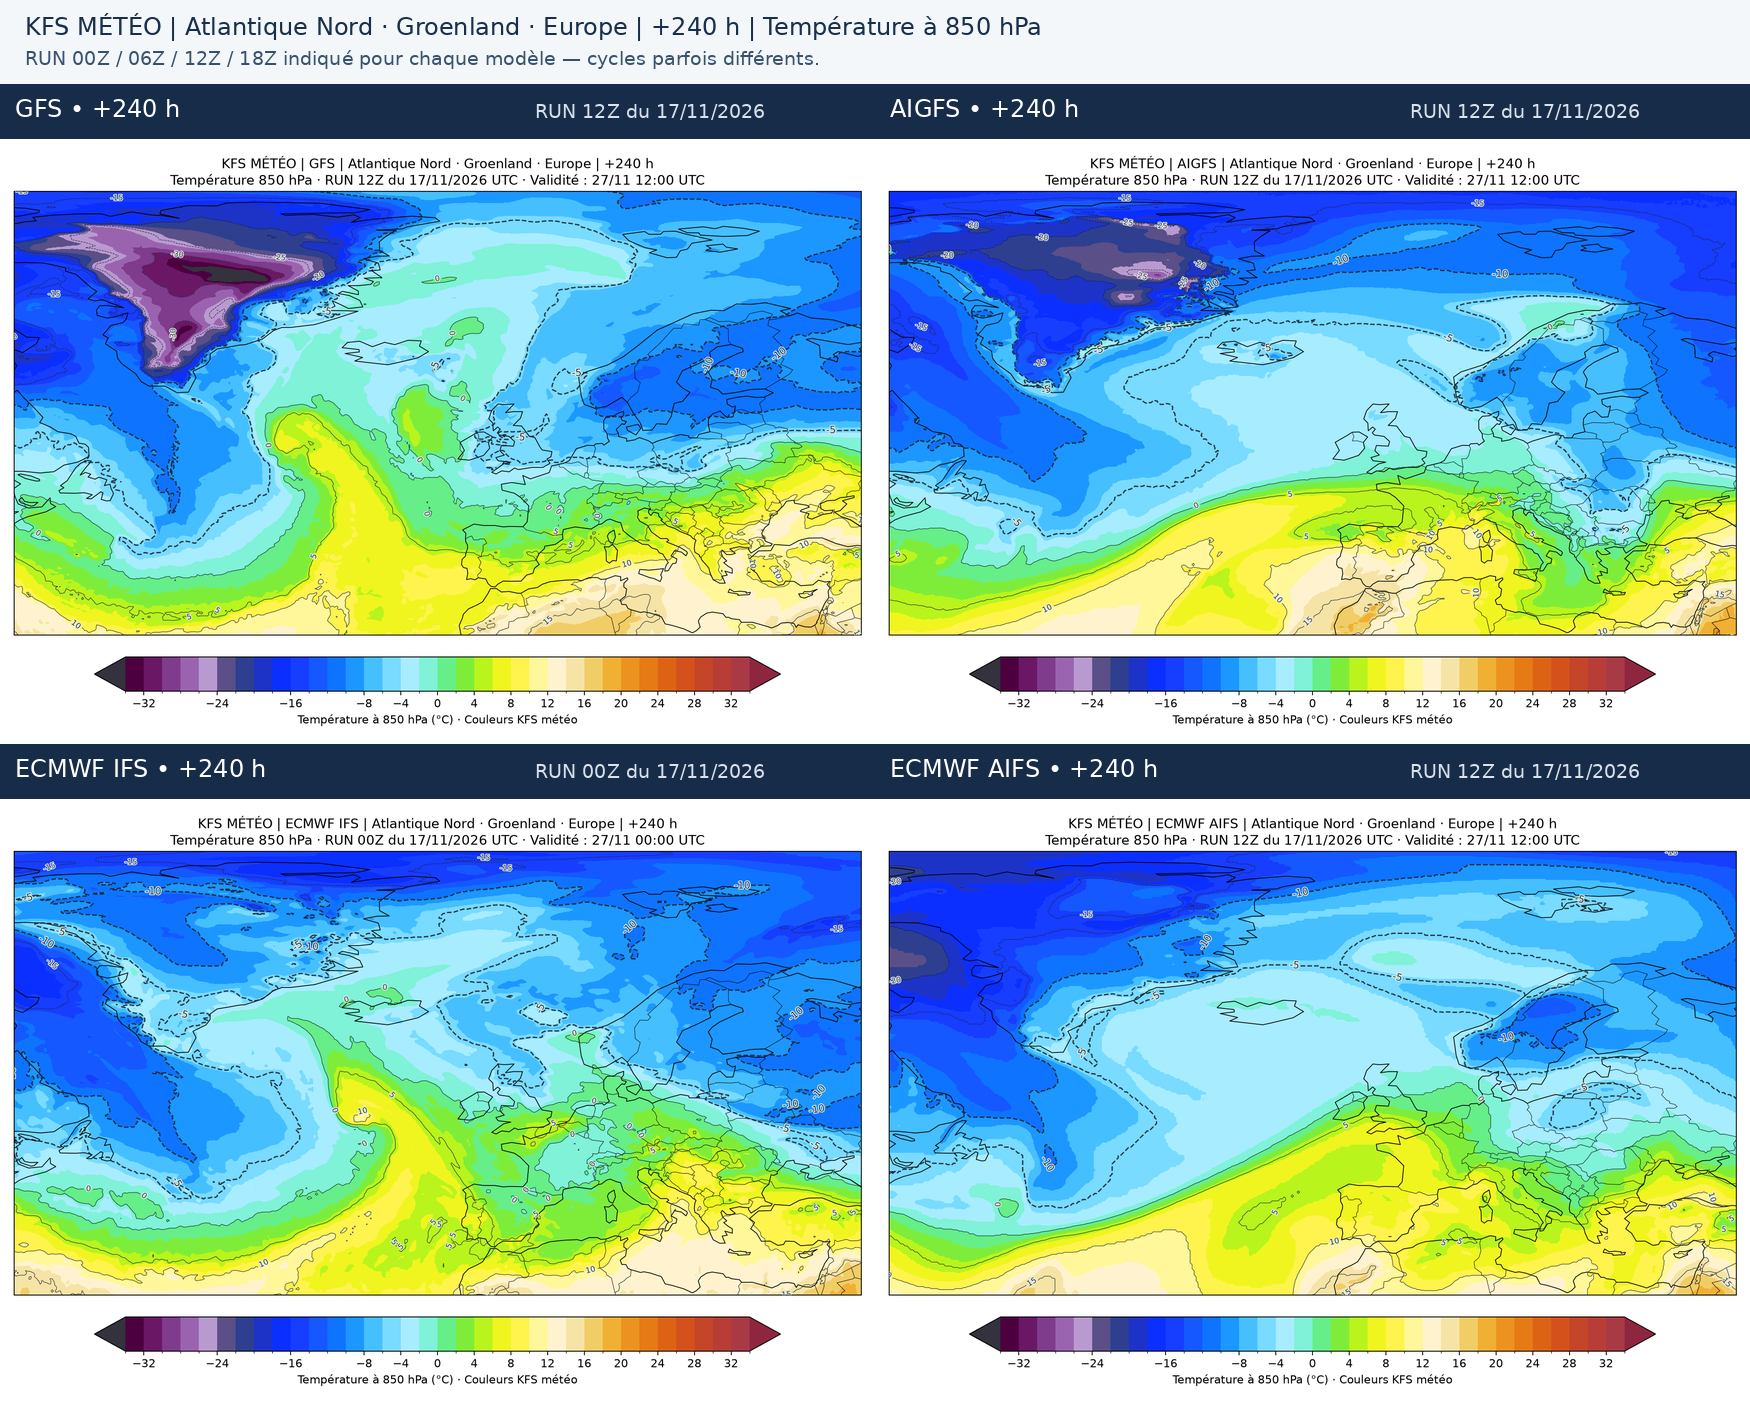 KFS MÉTÉO | Atlantique Nord · Groenland · Europe | +240 h | Température à 850 hPa
RUN 00Z / 06Z / 12Z / 18Z indiqué pour chaque modèle — cycles parfois différents.
GFS • +240 h RUN 12Z du 17/11/2026
AIGFS • +240 h RUN 12Z du 17/11/2026
KFS MÉTÉO | GFS | Atlantique Nord · Groenland · Europe | +240 h
Température 850 hPa · RUN 12Z du 17/11/2026 UTC · Validité : 27/11 12:00 UTC
KFS MÉTÉO | AIGFS | Atlantique Nord · Groenland · Europe | +240 h
Température 850 hPa · RUN 12Z du 17/11/2026 UTC · Validité : 27/11 12:00 UTC
−32 −24 −16 −8 −4 0 4 8 12 16 20 24 28 32
Température à 850 hPa (°C) · Couleurs KFS météo
−32 −24 −16 −8 −4 0 4 8 12 16 20 24 28 32
Température à 850 hPa (°C) · Couleurs KFS météo
ECMWF IFS • +240 h RUN 00Z du 17/11/2026
ECMWF AIFS • +240 h RUN 12Z du 17/11/2026
KFS MÉTÉO | ECMWF IFS | Atlantique Nord · Groenland · Europe | +240 h
Température 850 hPa · RUN 00Z du 17/11/2026 UTC · Validité : 27/11 00:00 UTC
KFS MÉTÉO | ECMWF AIFS | Atlantique Nord · Groenland · Europe | +240 h
Température 850 hPa · RUN 12Z du 17/11/2026 UTC · Validité : 27/11 12:00 UTC
−32 −24 −16 −8 −4 0 4 8 12 16 20 24 28 32
Température à 850 hPa (°C) · Couleurs KFS météo
−32 −24 −16 −8 −4 0 4 8 12 16 20 24 28 32
Température à 850 hPa (°C) · Couleurs KFS météo